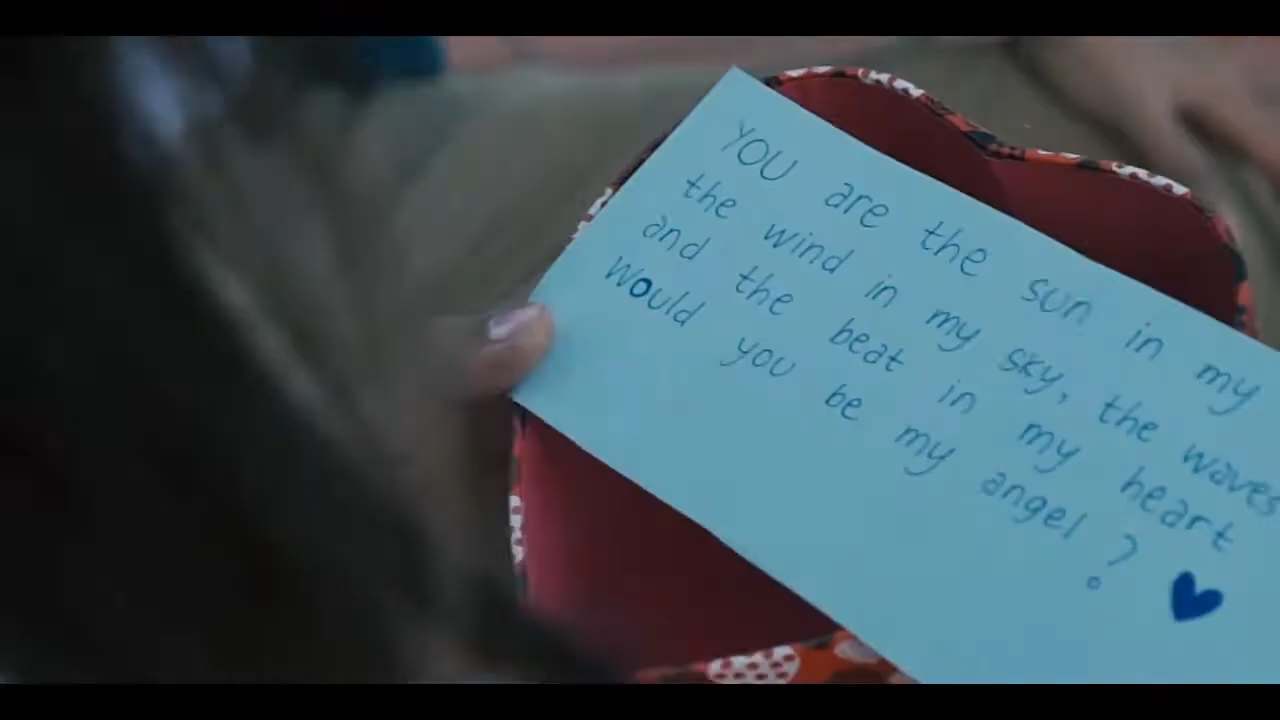 YOU are the sun in my
the wind in my sky, the waves
and the beat in my heart
would you be my angel? ♥